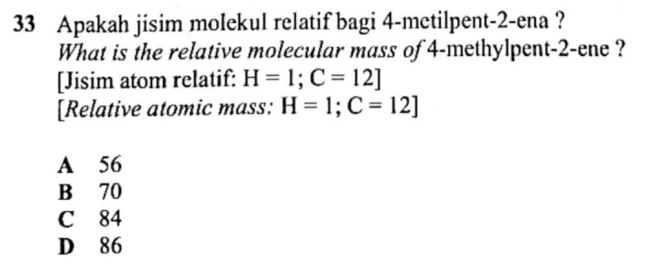 33 Apakah jisim molekul relatif bagi 4-metilpent-2-ena ?
What is the relative molecular mass of 4-methylpent-2-ene ?
[Jisim atom relatif: H = 1; C = 12]
[Relative atomic mass: H = 1; C = 12]
A 56
B 70
C 84
D 86